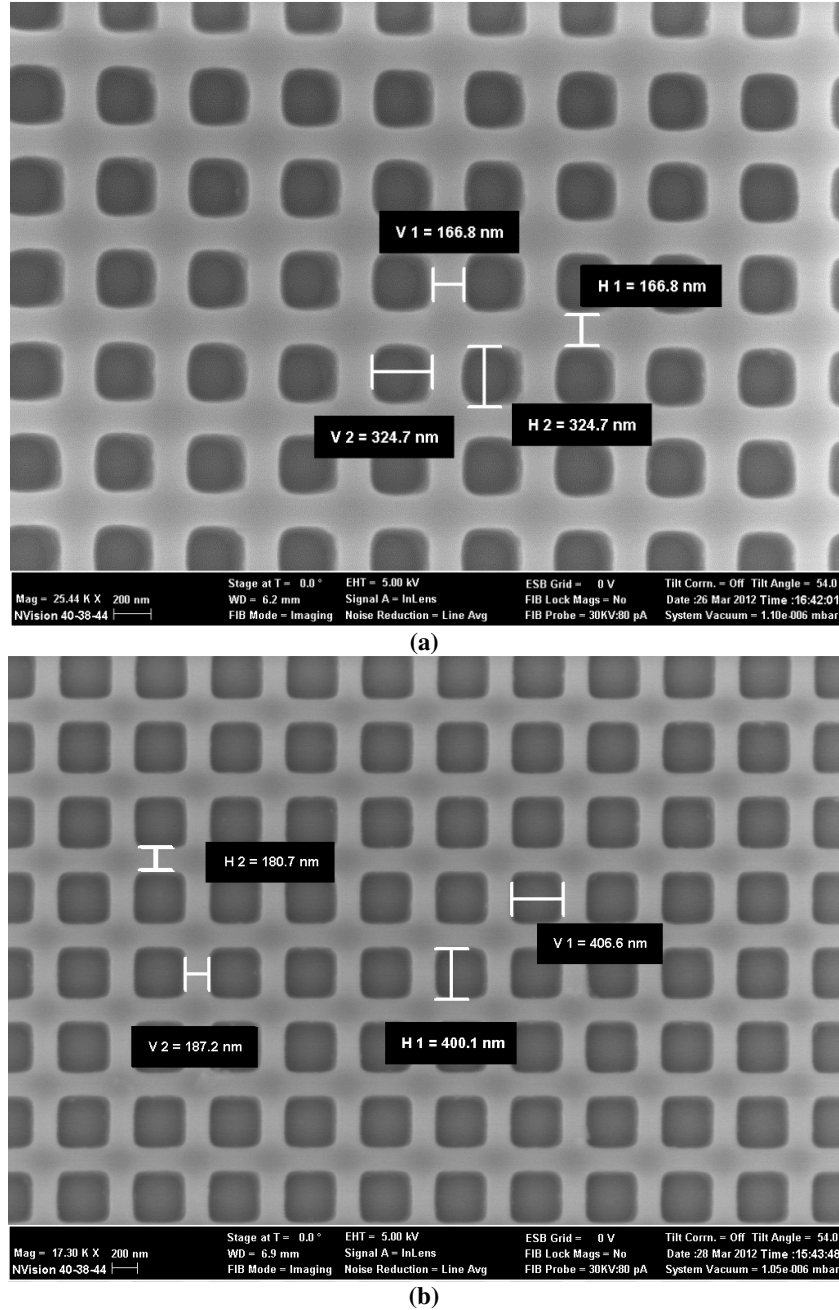 V 1 = 166.8 nm
H 1 = 166.8 nm
V 2 = 324.7 nm
H 2 = 324.7 nm
Mag = 25.44 K X 200 nm
NVision 40-38-44
Stage at T = 0.0 °
WD = 6.2 mm
FIB Mode = Imaging
EHT = 5.00 kV
Signal A = InLens
Noise Reduction = Line Avg
ESB Grid = 0 V
FIB Lock Mags = No
FIB Probe = 30KV:80 pA
Tilt Corrn. = Off Tilt Angle = 54.0
Date :26 Mar 2012 Time :16:42:01
System Vacuum = 1.10e-006 mbar
(a)
H 2 = 180.7 nm
V 1 = 406.6 nm
V 2 = 187.2 nm
H 1 = 400.1 nm
Mag = 17.30 K X 200 nm
NVision 40-38-44
Stage at T = 0.0 °
WD = 6.9 mm
FIB Mode = Imaging
EHT = 5.00 kV
Signal A = InLens
Noise Reduction = Line Avg
ESB Grid = 0 V
FIB Lock Mags = No
FIB Probe = 30KV:80 pA
Tilt Corrn. = Off Tilt Angle = 54.0
Date :28 Mar 2012 Time :15:43:48
System Vacuum = 1.05e-006 mbar
(b)